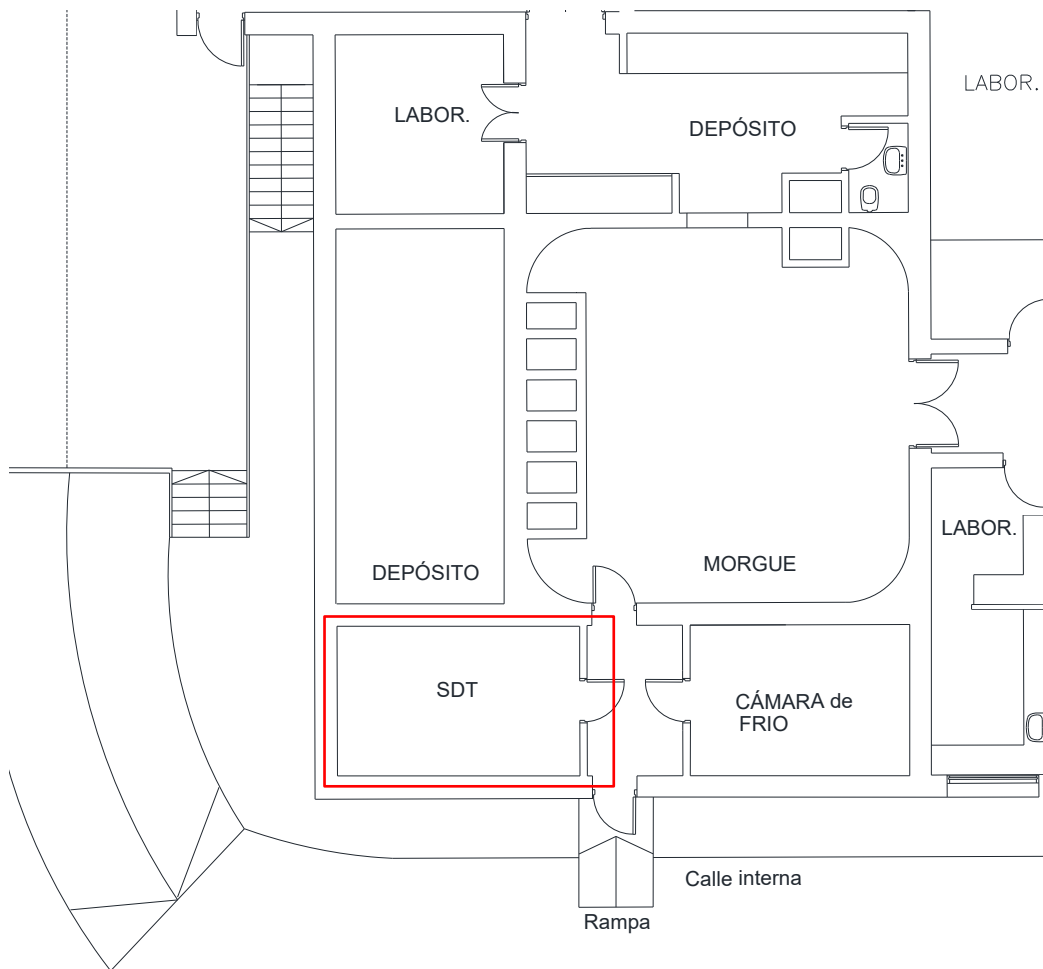 LABOR.
LABOR.
DEPÓSITO
LABOR.
MORGUE
DEPÓSITO
SDT
CÁMARA de
FRIO
Calle interna
Rampa